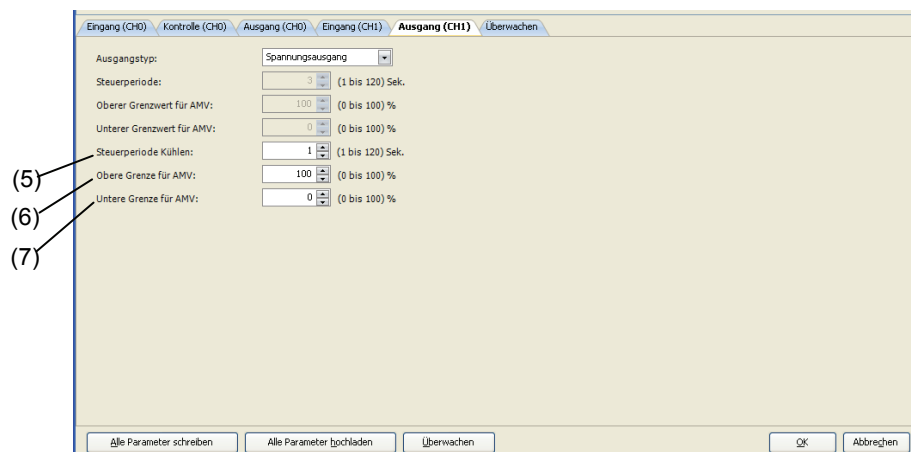 Eingang (CH0) Kontrolle (CH0) Ausgang (CH0) Eingang (CH1) Ausgang (CH1) Überwachen
Ausgangstyp: Spannungsausgang
Steuerperiode: 3 (1 bis 120) Sek.
Oberer Grenzwert für AMV: 100 (0 bis 100) %
Unterer Grenzwert für AMV: 0 (0 bis 100) %
(5) Steuerperiode Kühlen: 1 (1 bis 120) Sek.
(6) Obere Grenze für AMV: 100 (0 bis 100) %
(7) Untere Grenze für AMV: 0 (0 bis 100) %
Alle Parameter schreiben Alle Parameter hochladen Überwachen OK Abbrechen